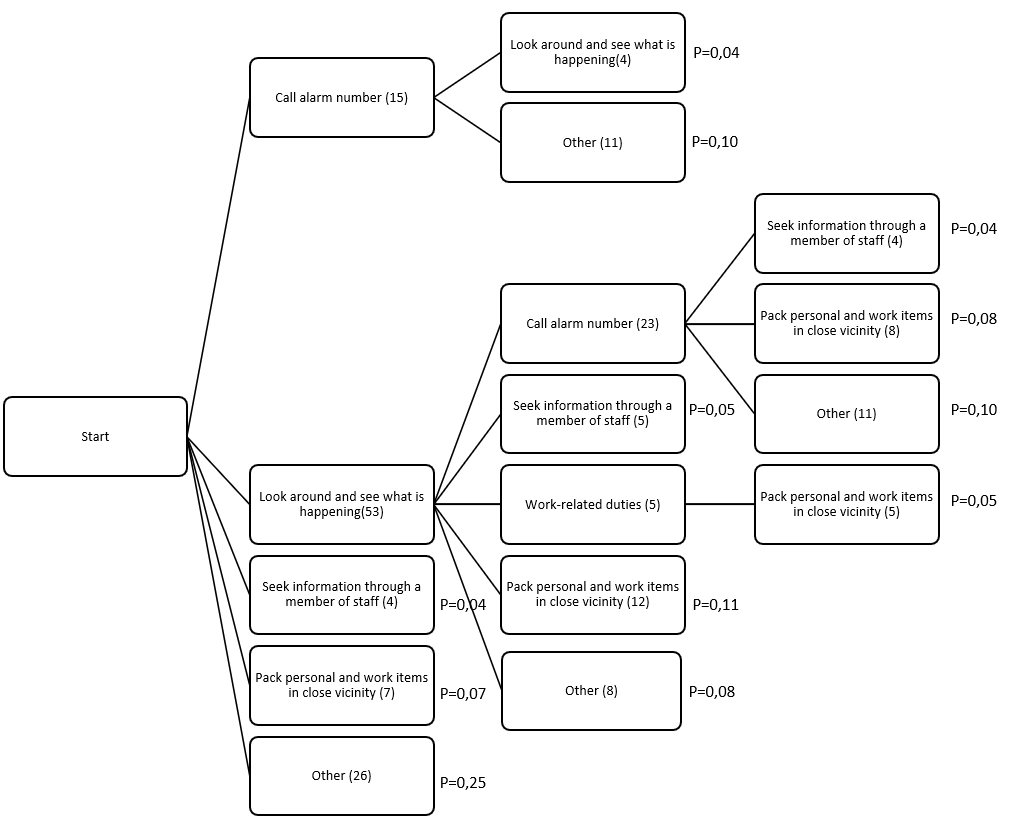 Look around and see what is
happening(4)
P=0,04
Call alarm number (15)
Other (11)
P=0,10
Seek information through a
member of staff (4)
P=0,04
Call alarm number (23)
Pack personal and work items
in close vicinity (8)
P=0,08
Seek information through a
member of staff (5)
P=0,05
Other (11)
P=0,10
Start
Look around and see what is
happening(53)
Work-related duties (5)
Pack personal and work items
in close vicinity (5)
P=0,05
Seek information through a
member of staff (4)
P=0,04
Pack personal and work items
in close vicinity (12)
P=0,11
Pack personal and work items
in close vicinity (7)
P=0,07
Other (8)
P=0,08
Other (26)
P=0,25